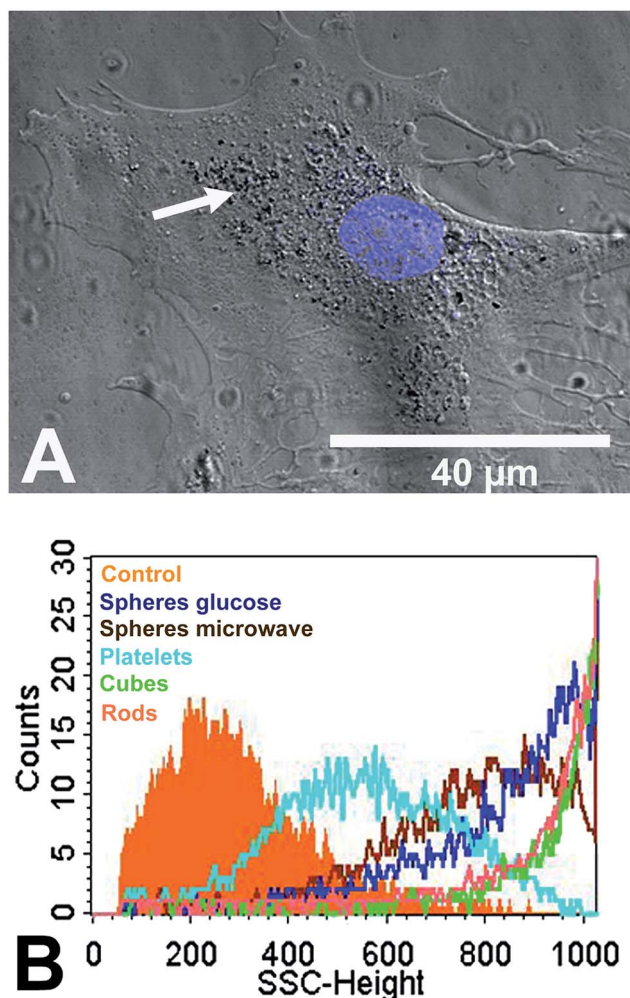 A
40 μm
30
25
20
15
10
5
0
Counts
Control
Spheres glucose
Spheres microwave
Platelets
Cubes
Rods
0 200 400 600 800 1000
SSC-Height
B